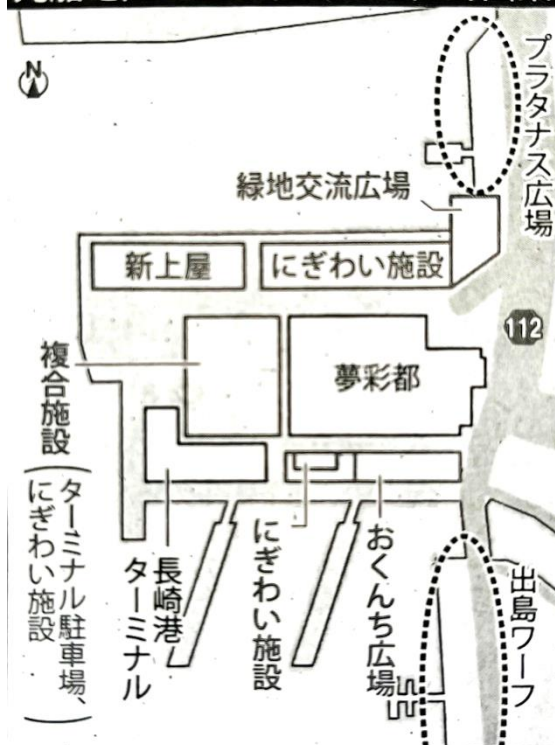 N
プラタナス広場
緑地交流広場
新上屋
にぎわい施設
112
複合施設
(ターミナル駐車場、
にぎわい施設)
夢彩都
長崎港
ターミナル
にぎわい施設
おくんち広場
出島ワーフ